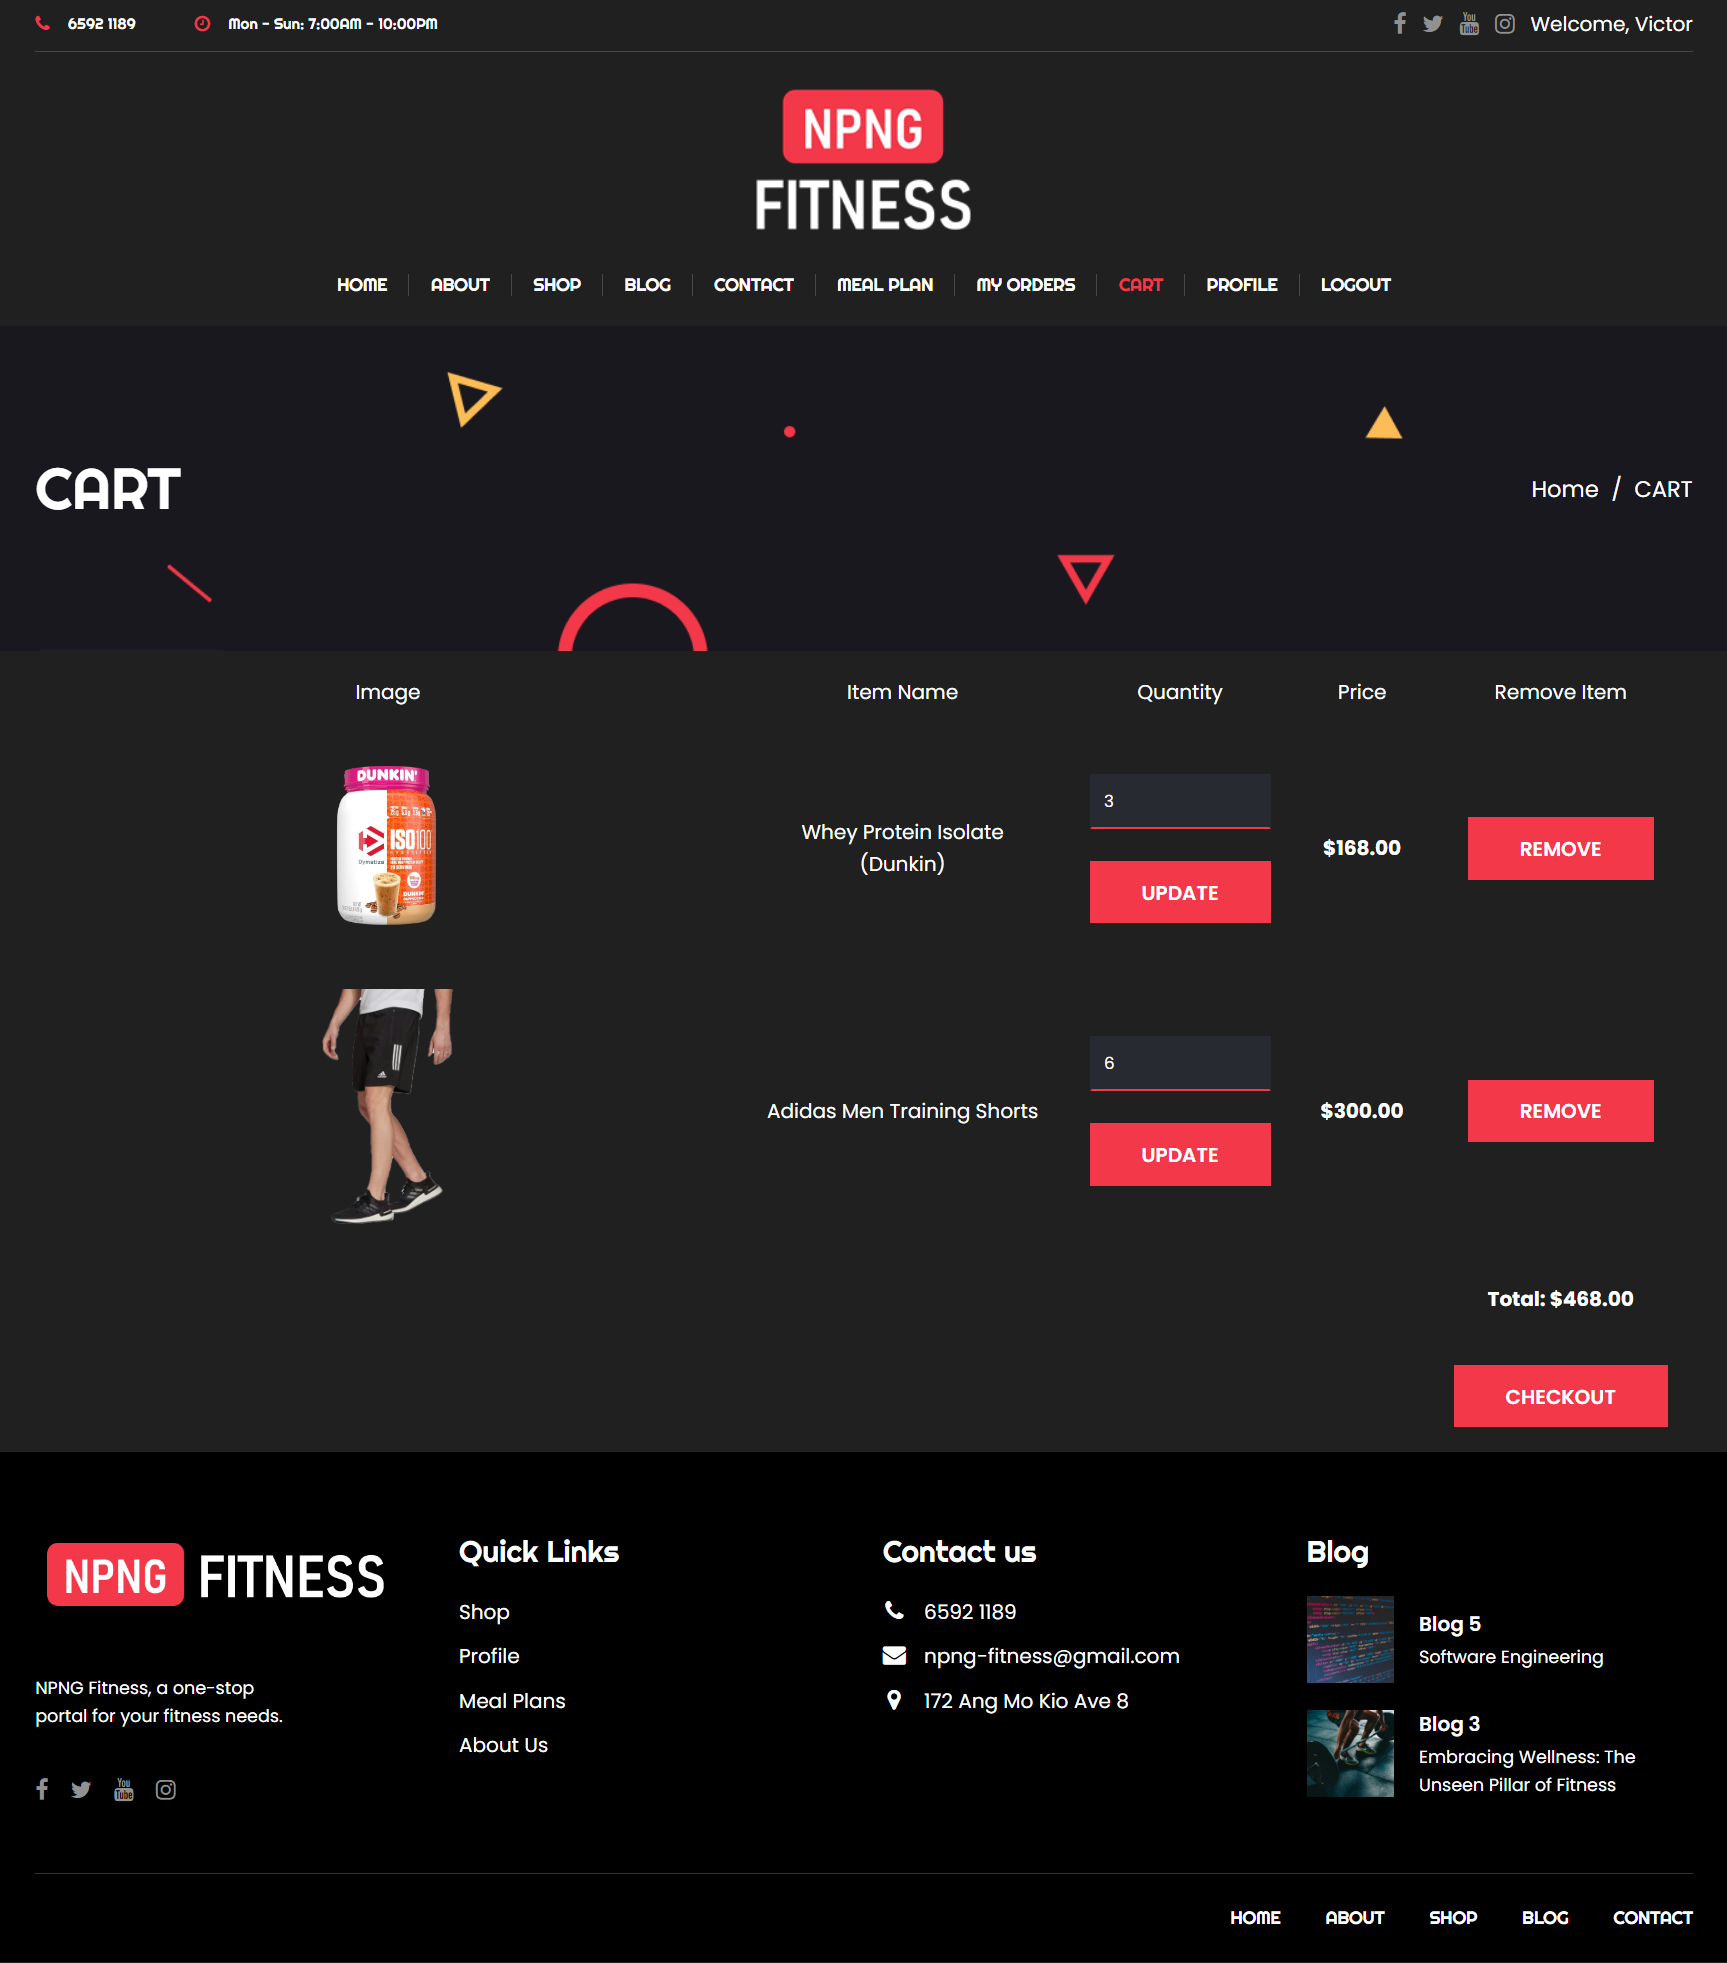 6592 1189
Mon - Sun: 7:00AM - 10:00PM
Welcome, Victor
NPNG
FITNESS
HOME
ABOUT
SHOP
BLOG
CONTACT
MEAL PLAN
MY ORDERS
CART
PROFILE
LOGOUT
CART
Home / CART
Image
Item Name
Quantity
Price
Remove Item
DUNKIN'
ISO100
Dymatize
DUNKIN'
Whey Protein Isolate
(Dunkin)
3
UPDATE
$168.00
REMOVE
Adidas Men Training Shorts
6
UPDATE
$300.00
REMOVE
Total: $468.00
CHECKOUT
NPNG FITNESS
NPNG Fitness, a one-stop
portal for your fitness needs.
Quick Links
Shop
Profile
Meal Plans
About Us
Contact us
6592 1189
npng-fitness@gmail.com
172 Ang Mo Kio Ave 8
Blog
Blog 5
Software Engineering
Blog 3
Embracing Wellness: The
Unseen Pillar of Fitness
HOME
ABOUT
SHOP
BLOG
CONTACT